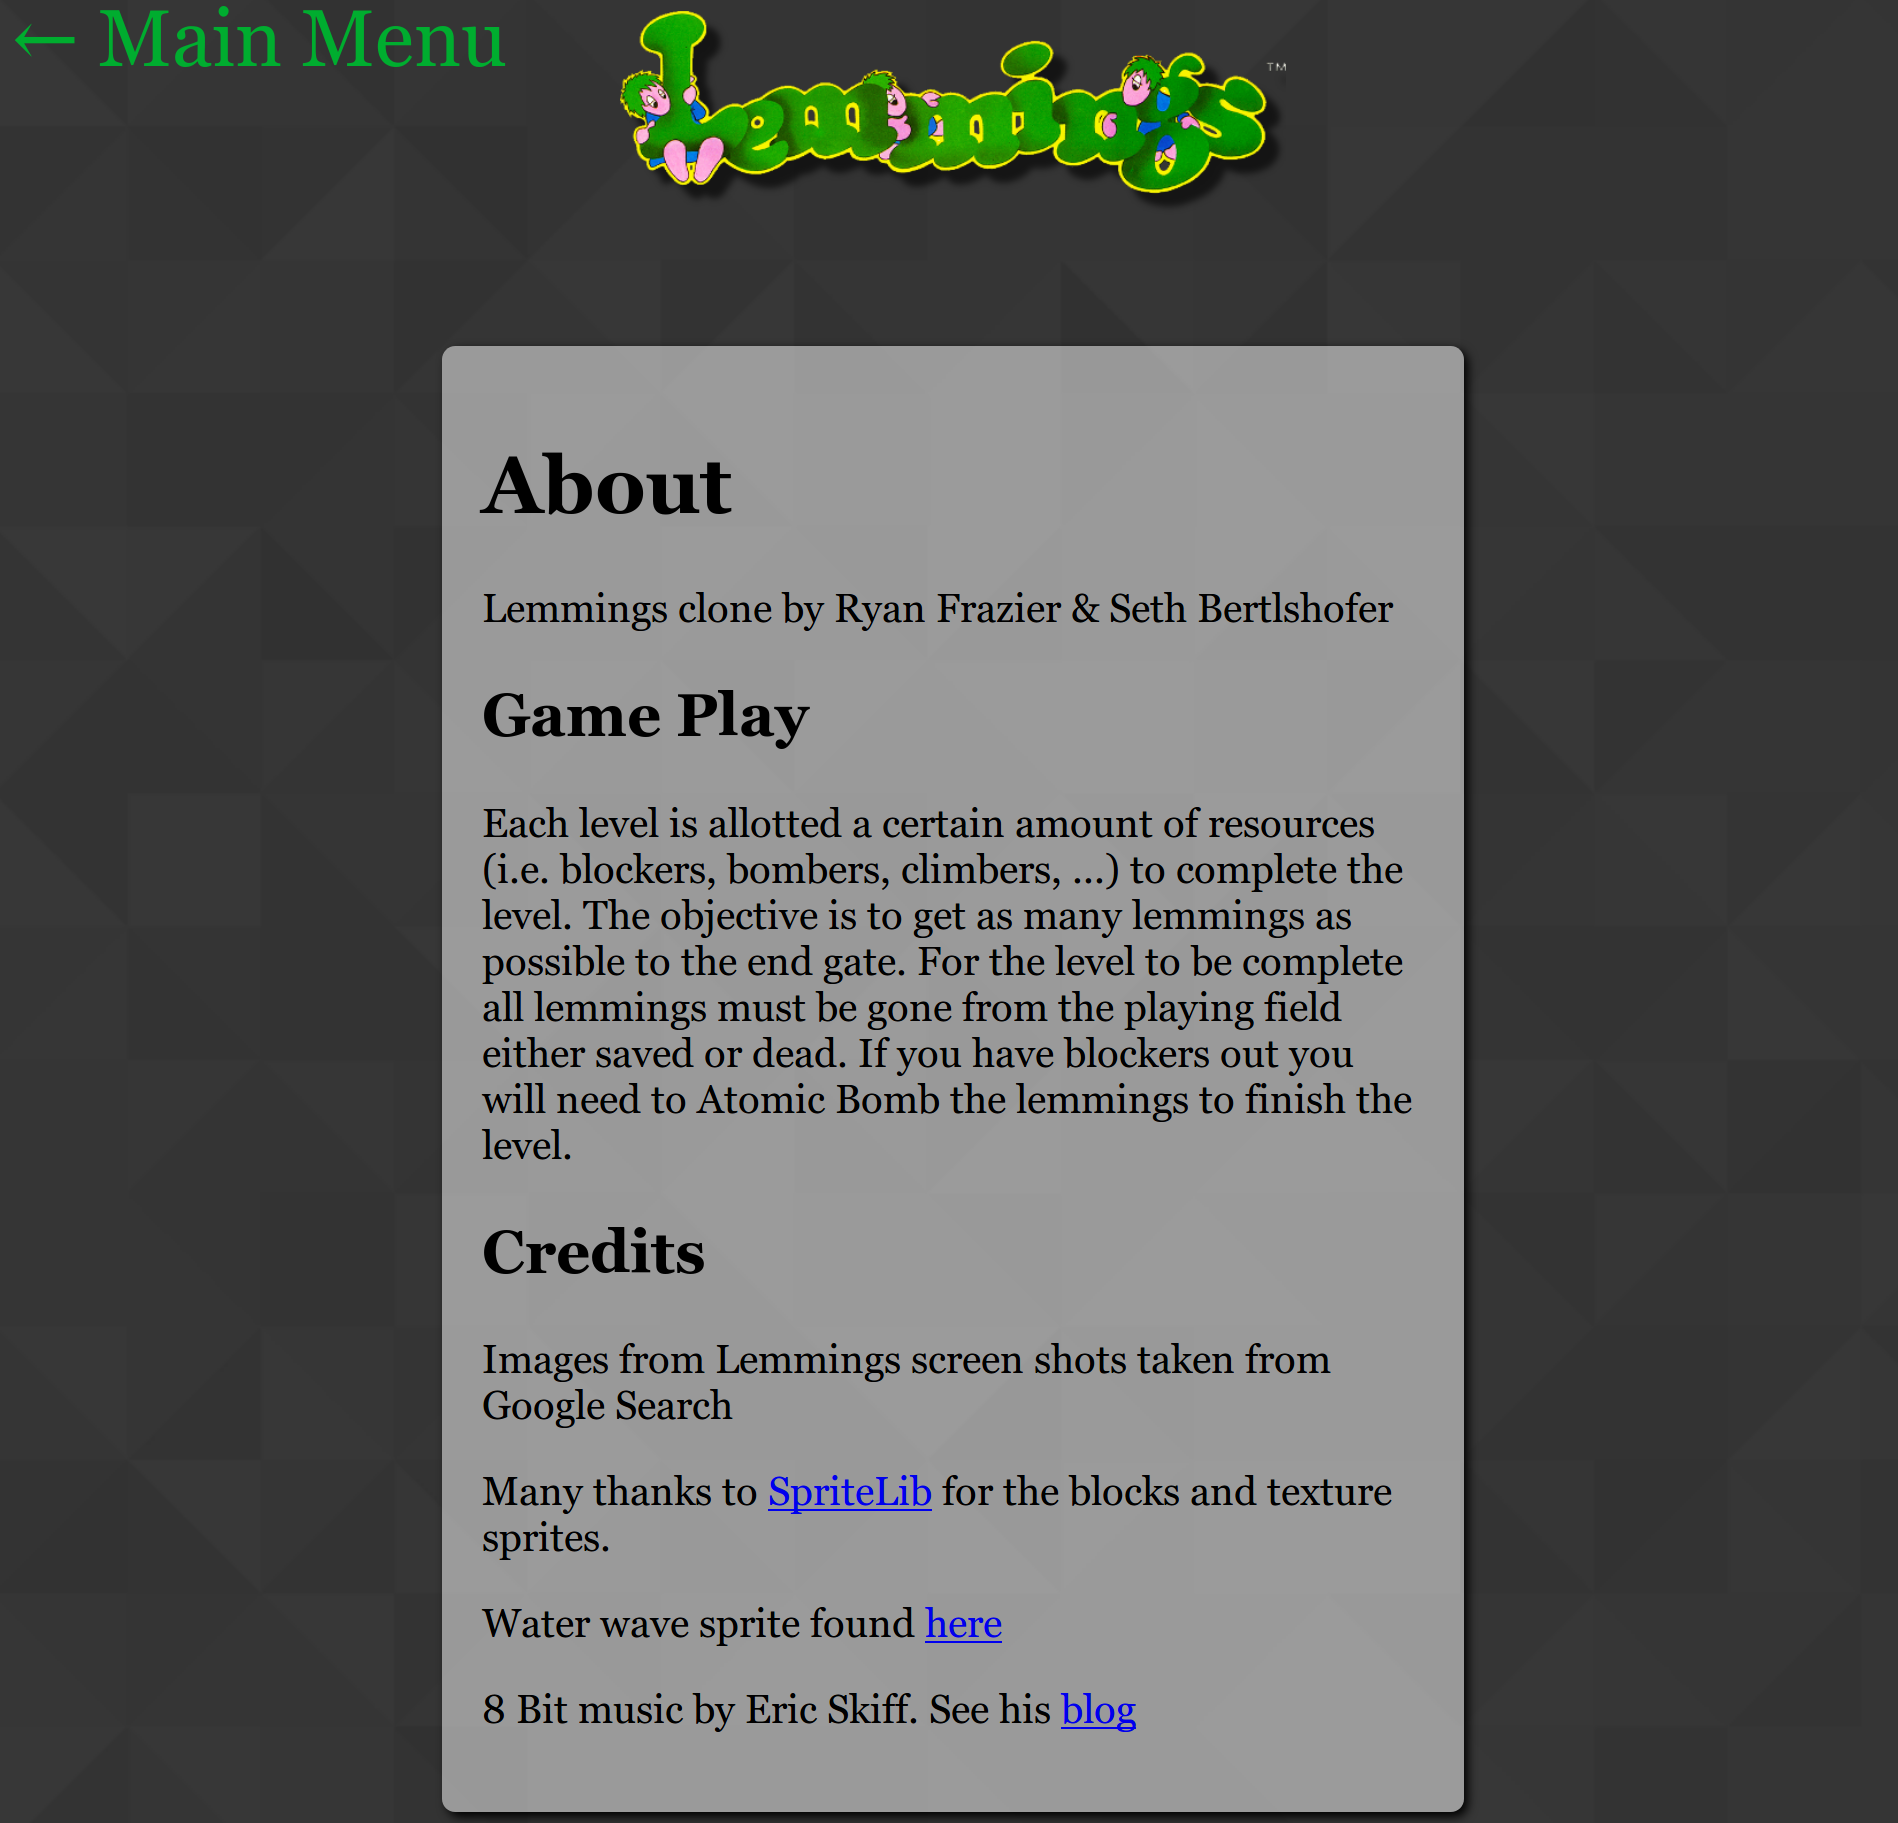 ← Main Menu
Lemmings™
About
Lemmings clone by Ryan Frazier & Seth Bertlshofer
Game Play
Each level is allotted a certain amount of resources
(i.e. blockers, bombers, climbers, ...) to complete the
level. The objective is to get as many lemmings as
possible to the end gate. For the level to be complete
all lemmings must be gone from the playing field
either saved or dead. If you have blockers out you
will need to Atomic Bomb the lemmings to finish the
level.
Credits
Images from Lemmings screen shots taken from
Google Search
Many thanks to SpriteLib for the blocks and texture
sprites.
Water wave sprite found here
8 Bit music by Eric Skiff. See his blog